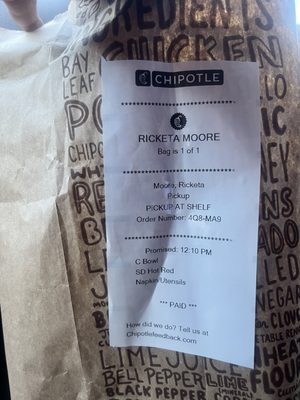 CHIPOTLE
RICKETA MOORE
Bag is 1 of 1
Moore, Ricketa
Pickup
PICKUP AT SHELF
Order Number: 4Q8-MA9
Promised: 12:10 PM
C Bowl
SD Hot Red
Napkin Utensils
*** PAID ***
How did we do? Tell us at
Chipotlefeedback.com
INGREDIENTS
CHICKEN
BAY
LEAF
LIME JUICE
BELL PEPPER LIME
BLACK PEPPER